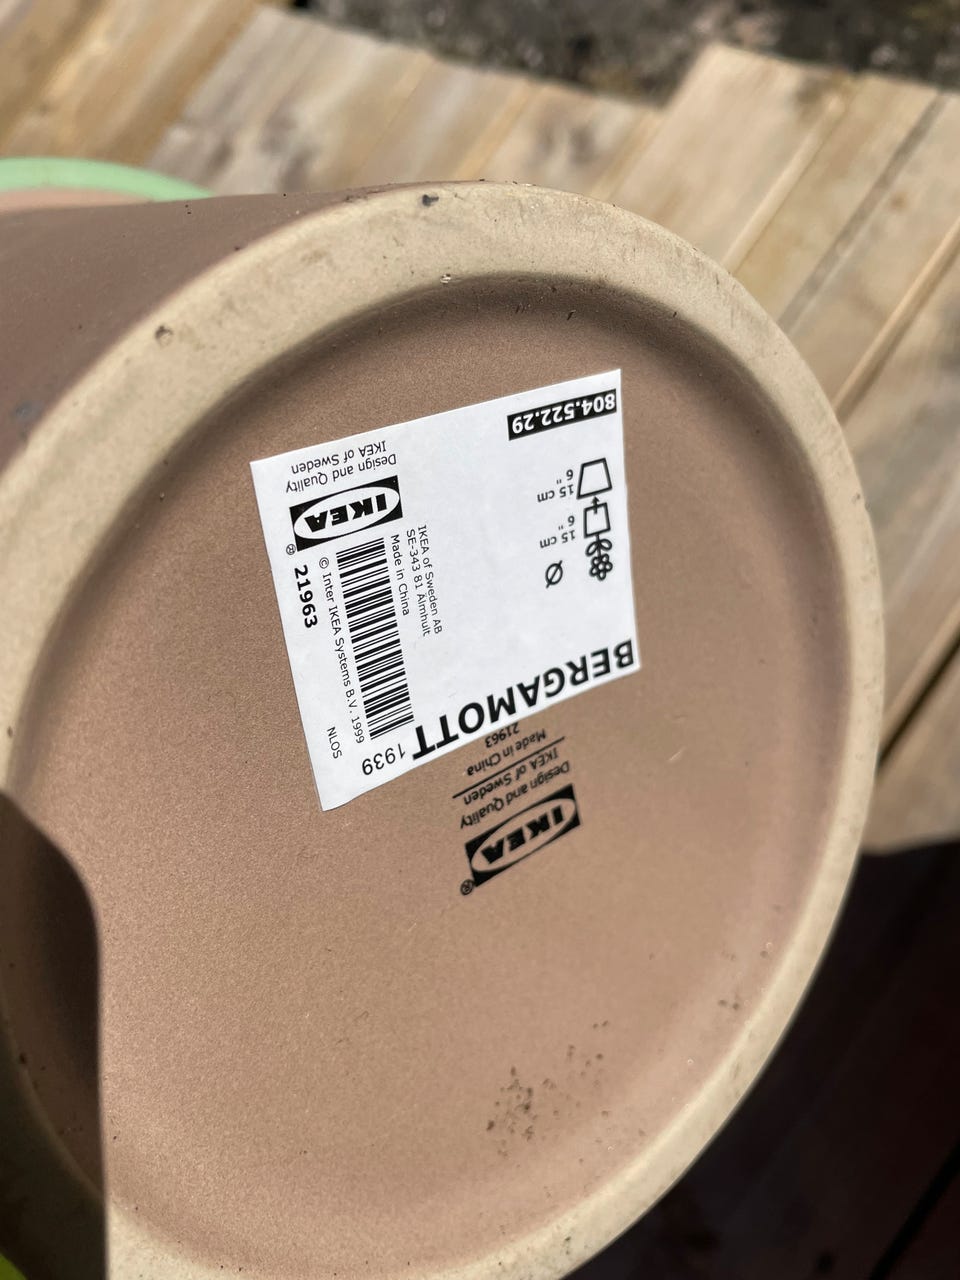 BERGAMOTT
1939
Ø
15 cm
6 "
15 cm
6 "
804.522.29
IKEA of Sweden AB
SE-343 81 Älmhult
Made in China
© Inter IKEA Systems B.V. 1999
21963
NLOS
IKEA®
Design and Quality
IKEA of Sweden
IKEA®
Design and Quality
IKEA of Sweden
Made in China
21963